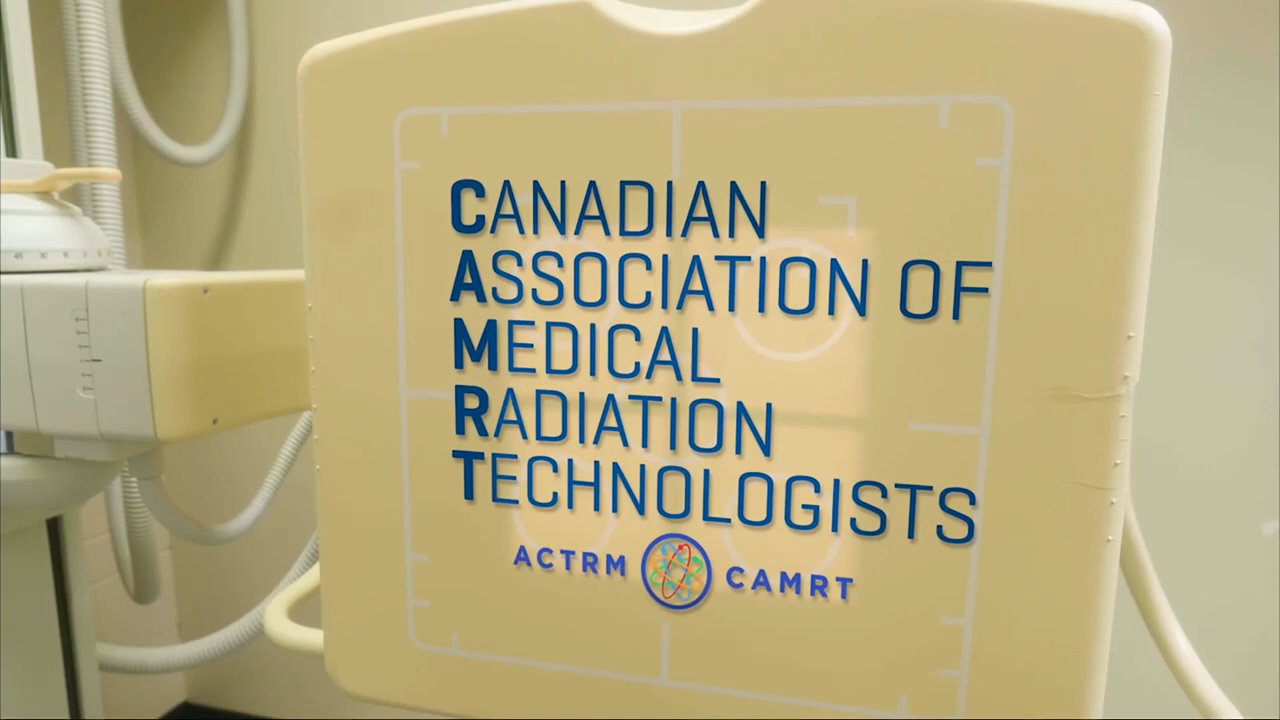 CANADIAN
ASSOCIATION OF
MEDICAL
RADIATION
TECHNOLOGISTS
ACTRM CAMRT